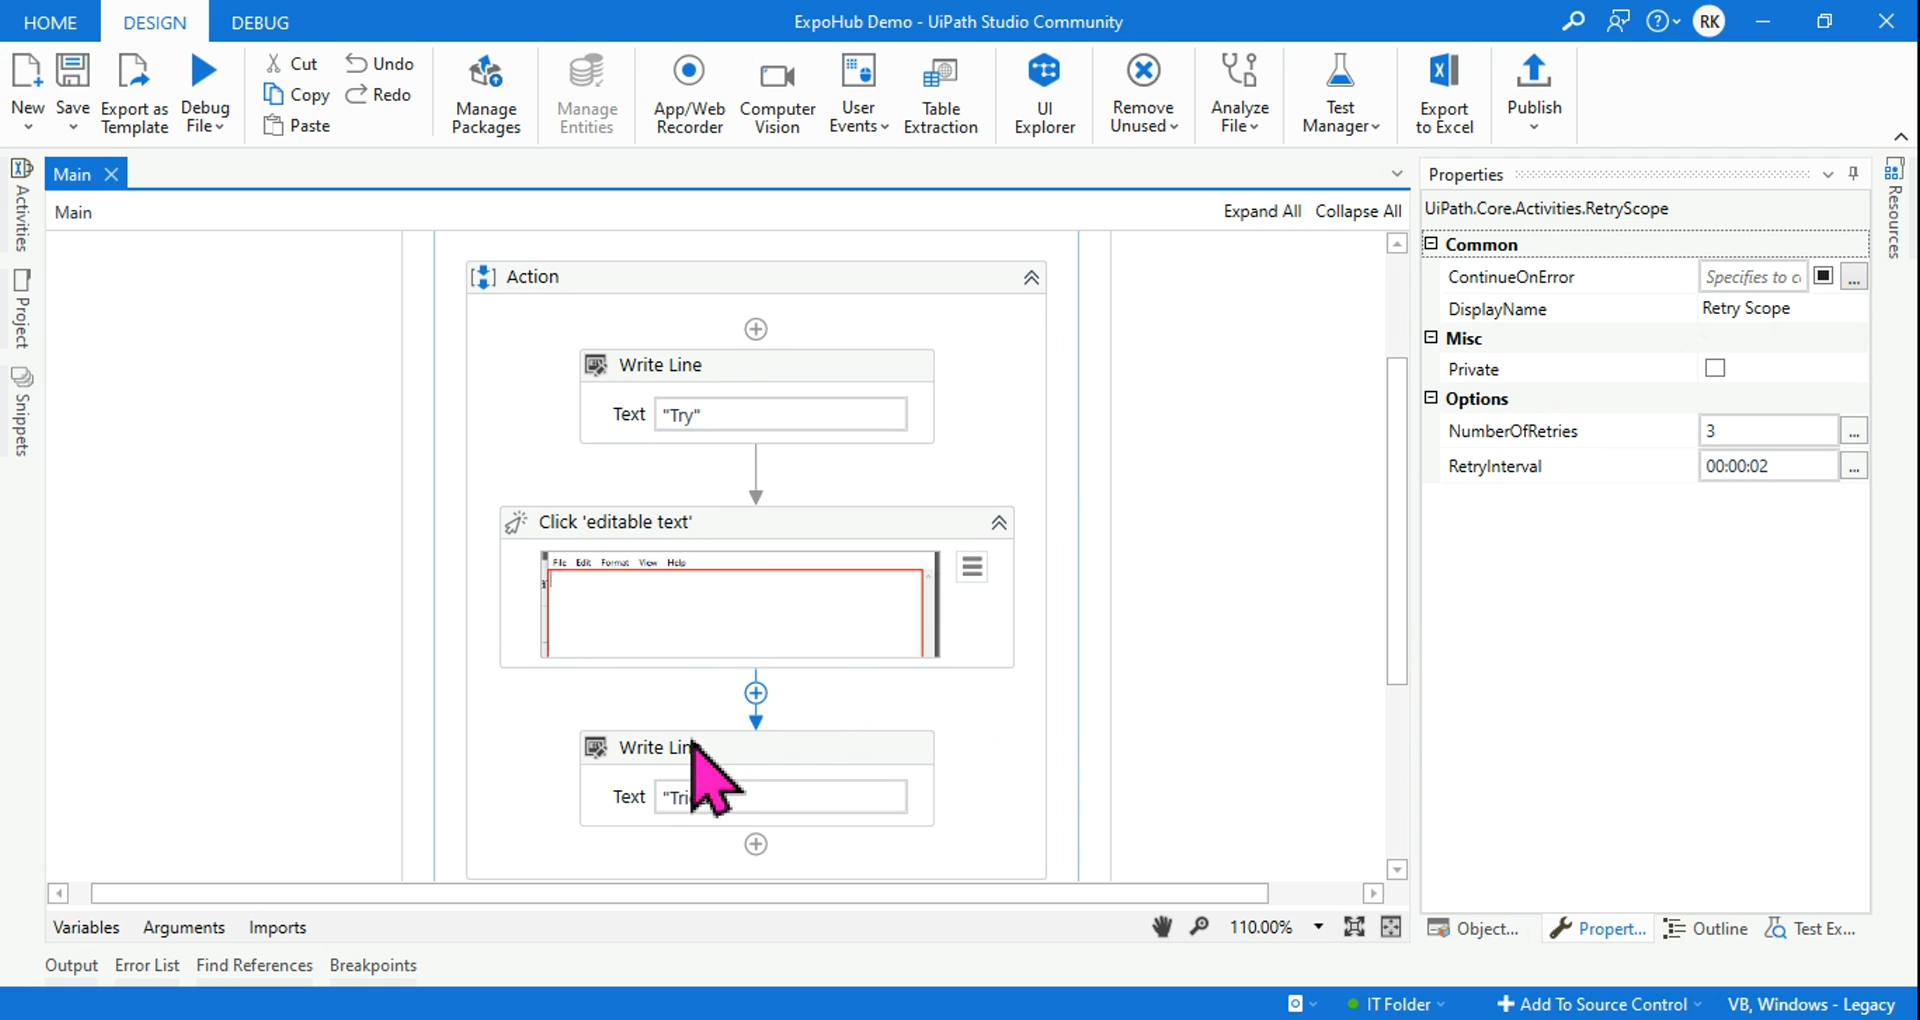 HOME
DESIGN
DEBUG
ExpoHub Demo - UiPath Studio Community
RK
New
Save
Export as
Template
Debug
File
Cut
Copy
Paste
Undo
Redo
Manage
Packages
Manage
Entities
App/Web
Recorder
Computer
Vision
User
Events
Table
Extraction
UI
Explorer
Remove
Unused
Analyze
File
Test
Manager
Export
to Excel
Publish
Activities
Project
Snippets
Main
Main
Expand All
Collapse All
Action
Write Line
Text
"Try"
Click 'editable text'
File Edit Format View Help
Write Lin
Text
"Tri
Variables
Arguments
Imports
110.00%
Output
Error List
Find References
Breakpoints
Properties
UiPath.Core.Activities.RetryScope
Common
ContinueOnError
Specifies to c
...
DisplayName
Retry Scope
Misc
Private
Options
NumberOfRetries
3
...
RetryInterval
00:00:02
...
Object...
Propert...
Outline
Test Ex...
Resources
IT Folder
Add To Source Control
VB, Windows - Legacy